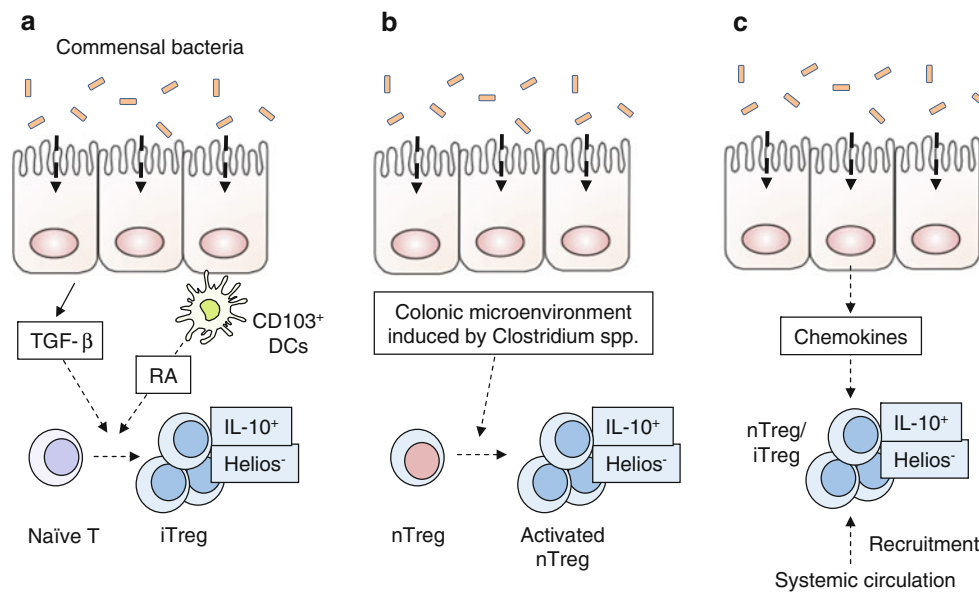 a
Commensal bacteria
TGF- β
CD103⁺
DCs
RA
IL-10⁺
Helios⁻
Naïve T
iTreg
b
Colonic microenvironment
induced by Clostridium spp.
IL-10⁺
Helios⁻
nTreg
Activated
nTreg
c
Chemokines
nTreg/
iTreg
IL-10⁺
Helios⁻
Recruitment
Systemic circulation